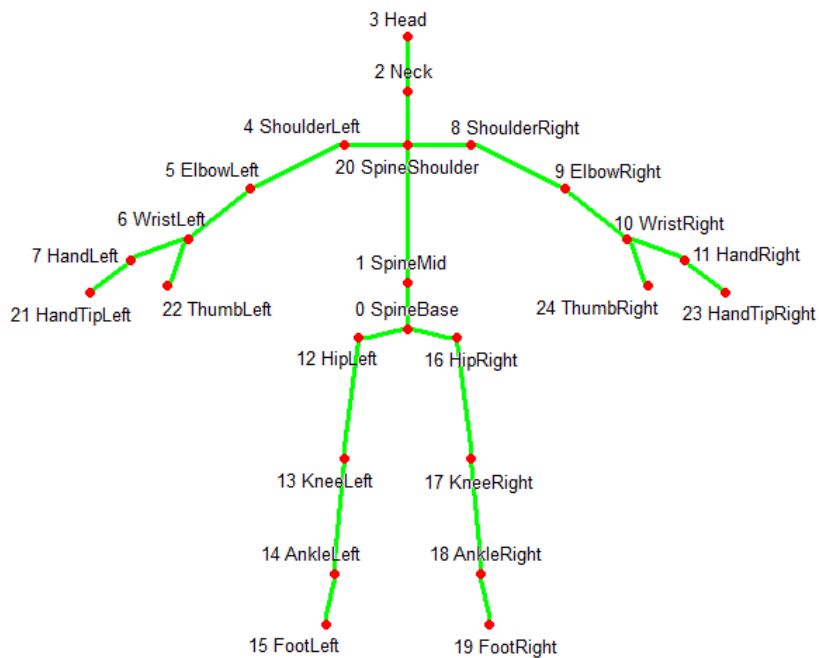 3 Head
2 Neck
4 ShoulderLeft
8 ShoulderRight
5 ElbowLeft
20 SpineShoulder
9 ElbowRight
6 WristLeft
10 WristRight
7 HandLeft
1 SpineMid
11 HandRight
21 HandTipLeft
22 ThumbLeft
0 SpineBase
24 ThumbRight
23 HandTipRight
12 HipLeft
16 HipRight
13 KneeLeft
17 KneeRight
14 AnkleLeft
18 AnkleRight
15 FootLeft
19 FootRight